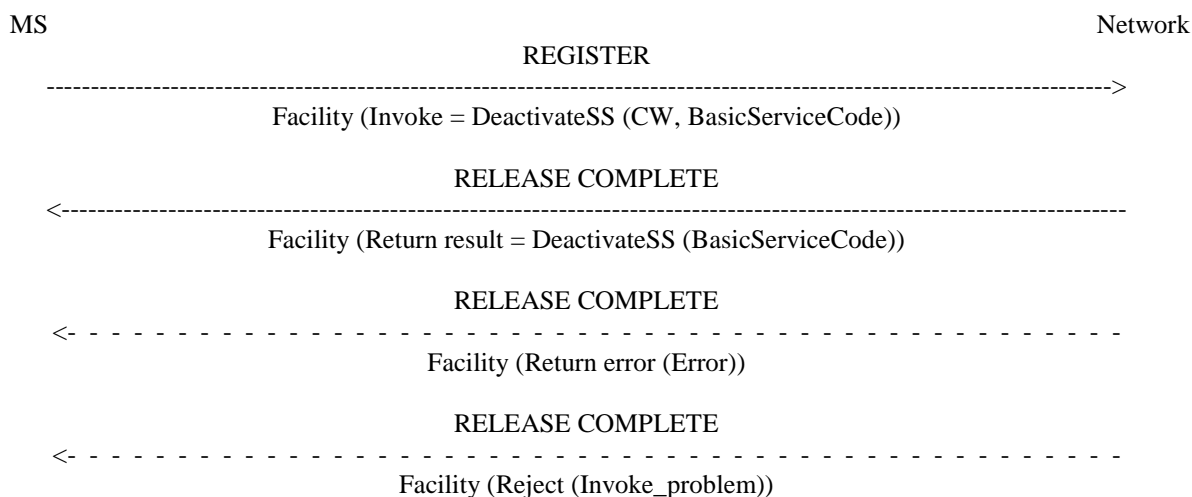 MS Network
REGISTER
Facility (Invoke = DeactivateSS (CW, BasicServiceCode))
RELEASE COMPLETE
Facility (Return result = DeactivateSS (BasicServiceCode))
RELEASE COMPLETE
Facility (Return error (Error))
RELEASE COMPLETE
Facility (Reject (Invoke_problem))